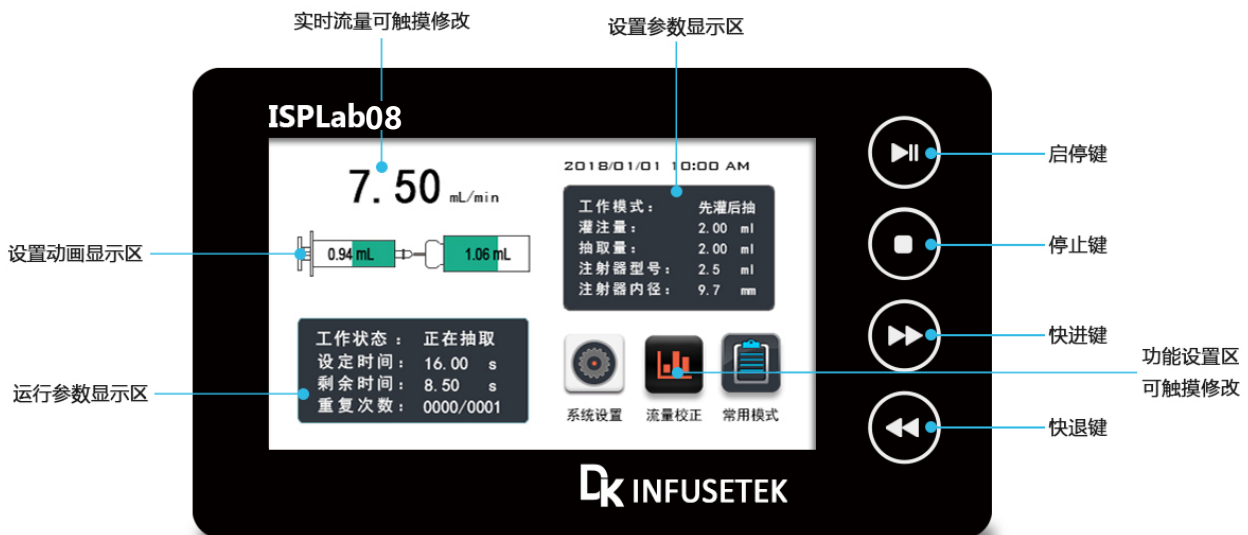 实时流量可触摸修改
设置参数显示区
ISPLab08
7.50 mL/min
2018/01/01 10:00 AM
工作模式： 先灌后抽
灌注量： 2.00 ml
抽取量： 2.00 ml
注射器型号： 2.5 ml
注射器内径： 9.7 mm
设置动画显示区
0.94 mL
1.06 mL
工作状态： 正在抽取
设定时间： 16.00 s
剩余时间： 8.50 s
重复次数： 0000/0001
运行参数显示区
系统设置
流量校正
常用模式
启停键
停止键
快进键
功能设置区
可触摸修改
快退键
DK INFUSETEK